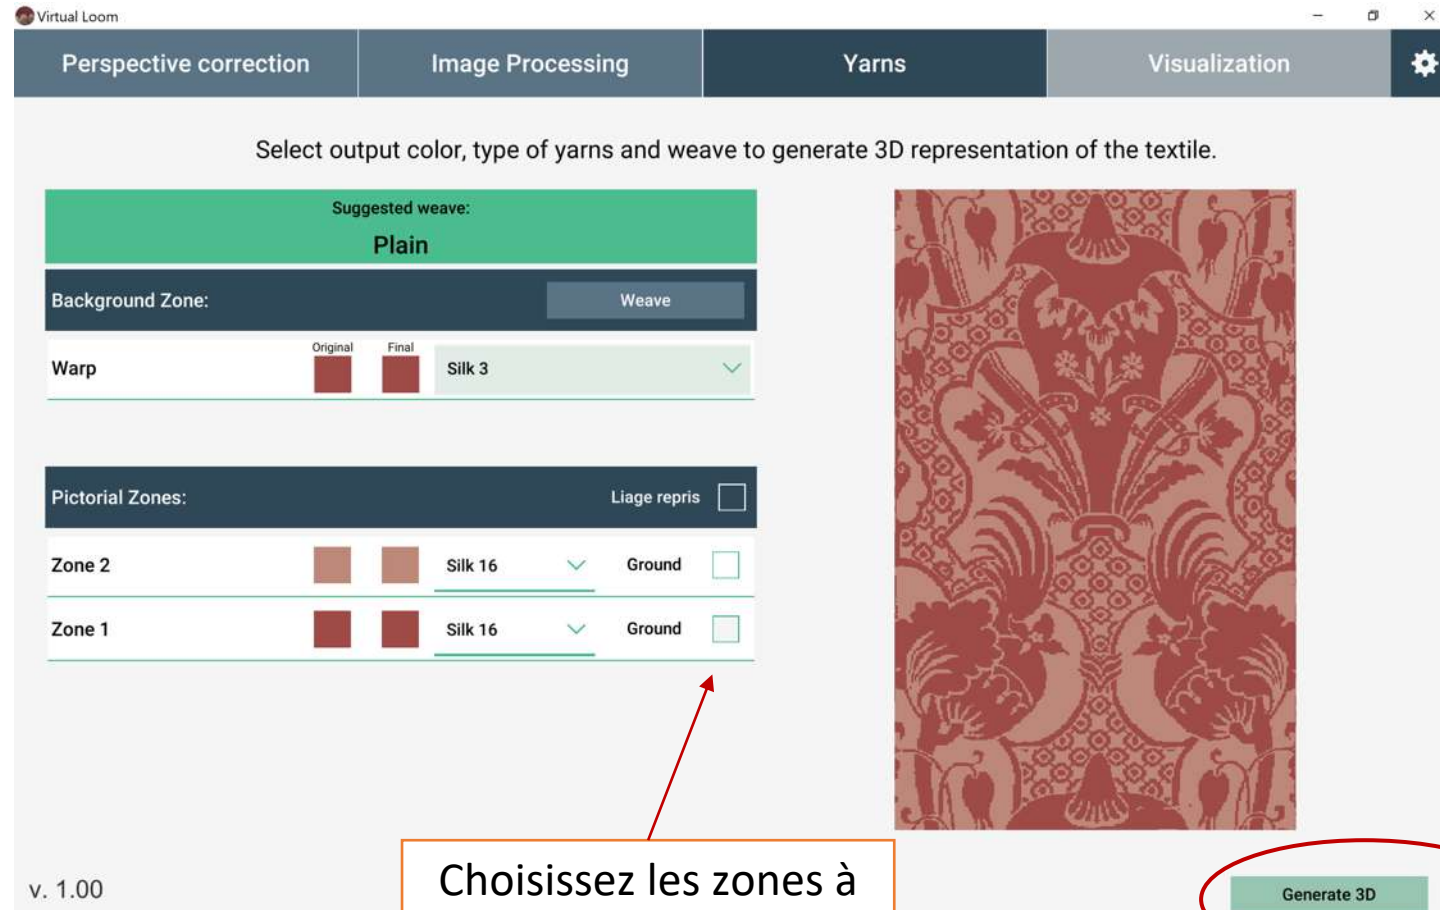 Virtual Loom
Perspective correction
Image Processing
Yarns
Visualization
Select output color, type of yarns and weave to generate 3D representation of the textile.
Suggested weave:
Plain
Background Zone:
Weave
Original
Final
Warp
Silk 3
Pictorial Zones:
Liage repris
Zone 2
Silk 16
Ground
Zone 1
Silk 16
Ground
Choisissez les zones à
v. 1.00
Generate 3D